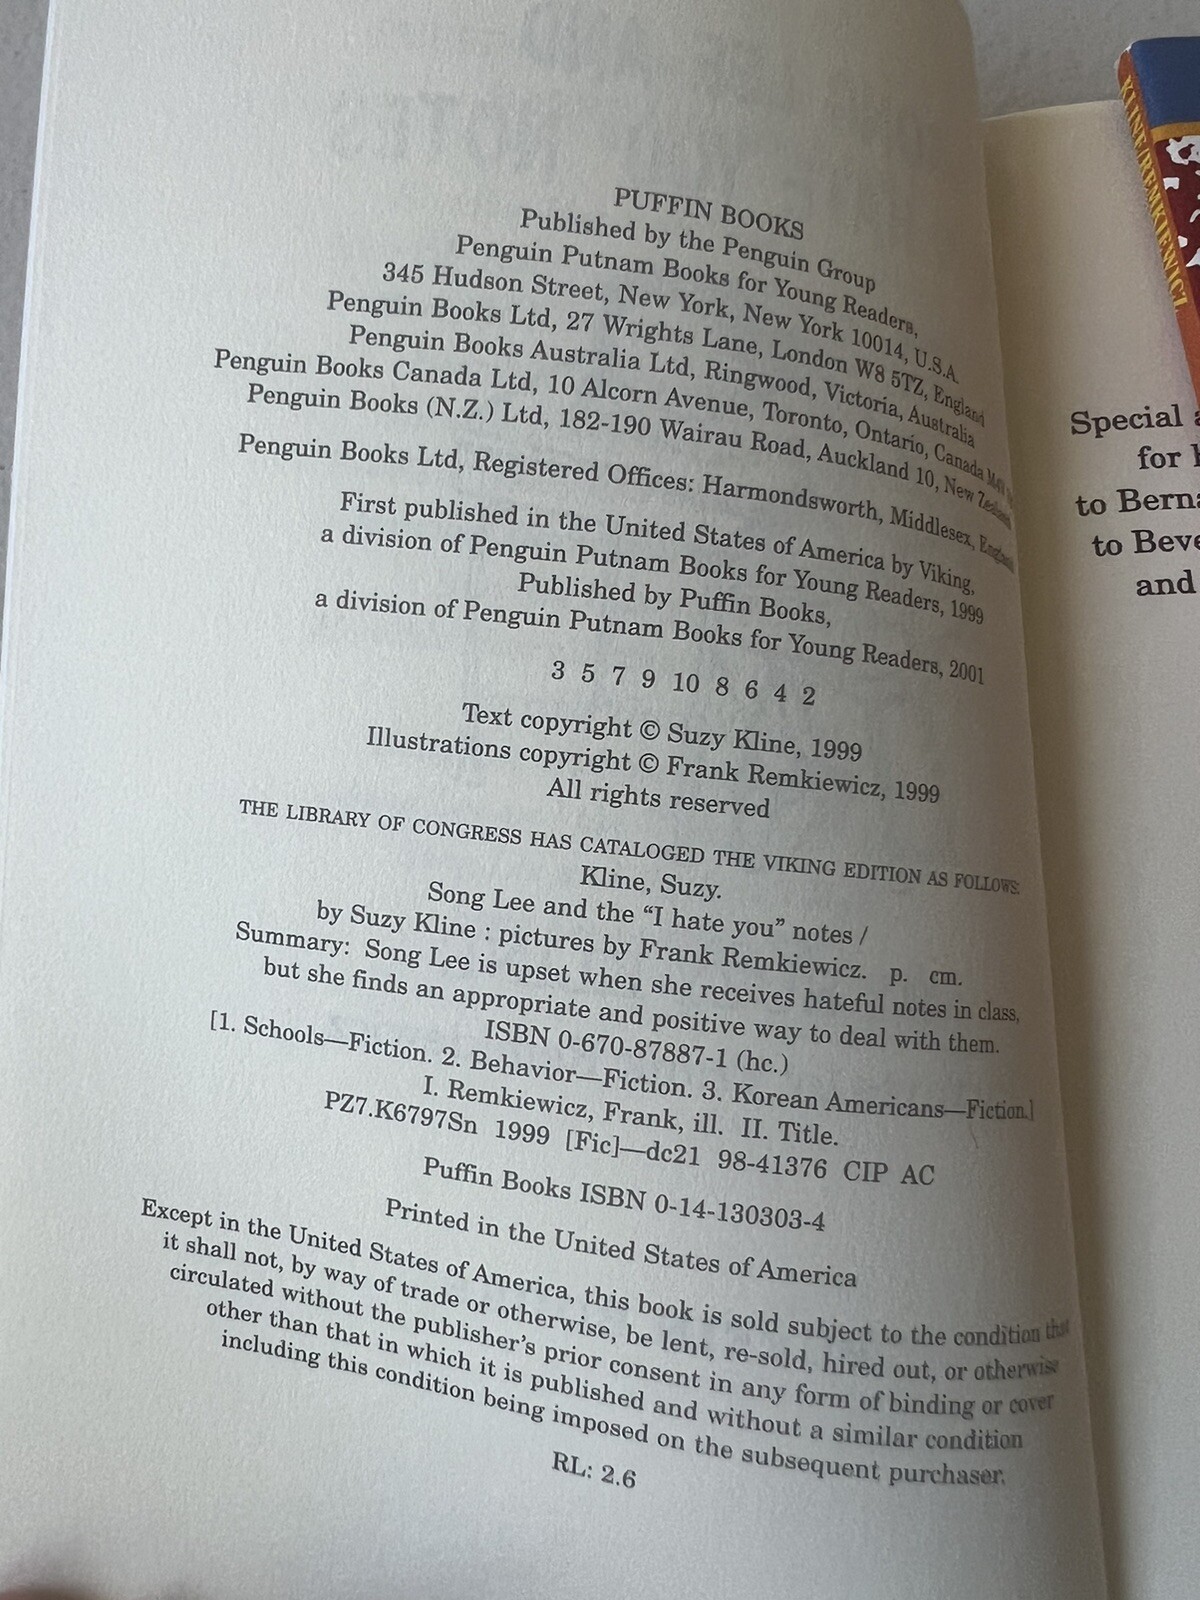 PUFFIN BOOKS
Published by the Penguin Group
Penguin Putnam Books for Young Readers,
345 Hudson Street, New York, New York 10014, U.S.A.
Penguin Books Ltd, 27 Wrights Lane, London W8 5TZ, England
Penguin Books Australia Ltd, Ringwood, Victoria, Australia
Penguin Books Canada Ltd, 10 Alcorn Avenue, Toronto, Ontario, Canada
Penguin Books (N.Z.) Ltd, 182-190 Wairau Road, Auckland 10, New Zealand
Penguin Books Ltd, Registered Offices: Harmondsworth, Middlesex, England
First published in the United States of America by Viking,
a division of Penguin Putnam Books for Young Readers, 1999
Published by Puffin Books,
a division of Penguin Putnam Books for Young Readers, 2001
3 5 7 9 10 8 6 4 2
Text copyright © Suzy Kline, 1999
Illustrations copyright © Frank Remkiewicz, 1999
All rights reserved
THE LIBRARY OF CONGRESS HAS CATALOGED THE VIKING EDITION AS FOLLOWS:
Kline, Suzy.
Song Lee and the “I hate you” notes /
by Suzy Kline : pictures by Frank Remkiewicz. p. cm.
Summary: Song Lee is upset when she receives hateful notes in class,
but she finds an appropriate and positive way to deal with them.
ISBN 0-670-87887-1 (hc.)
[1. Schools—Fiction. 2. Behavior—Fiction. 3. Korean Americans—Fiction.]
I. Remkiewicz, Frank, ill. II. Title.
PZ7.K6797Sn 1999 [Fic]—dc21 98-41376 CIP AC
Puffin Books ISBN 0-14-130303-4
Printed in the United States of America
Except in the United States of America, this book is sold subject to the condition that
it shall not, by way of trade or otherwise, be lent, re-sold, hired out, or otherwise
circulated without the publisher's prior consent in any form of binding or cover
other than that in which it is published and without a similar condition
including this condition being imposed on the subsequent purchaser.
RL: 2.6
KLINE/REMKIEWICZ
Special
for
to
to
and